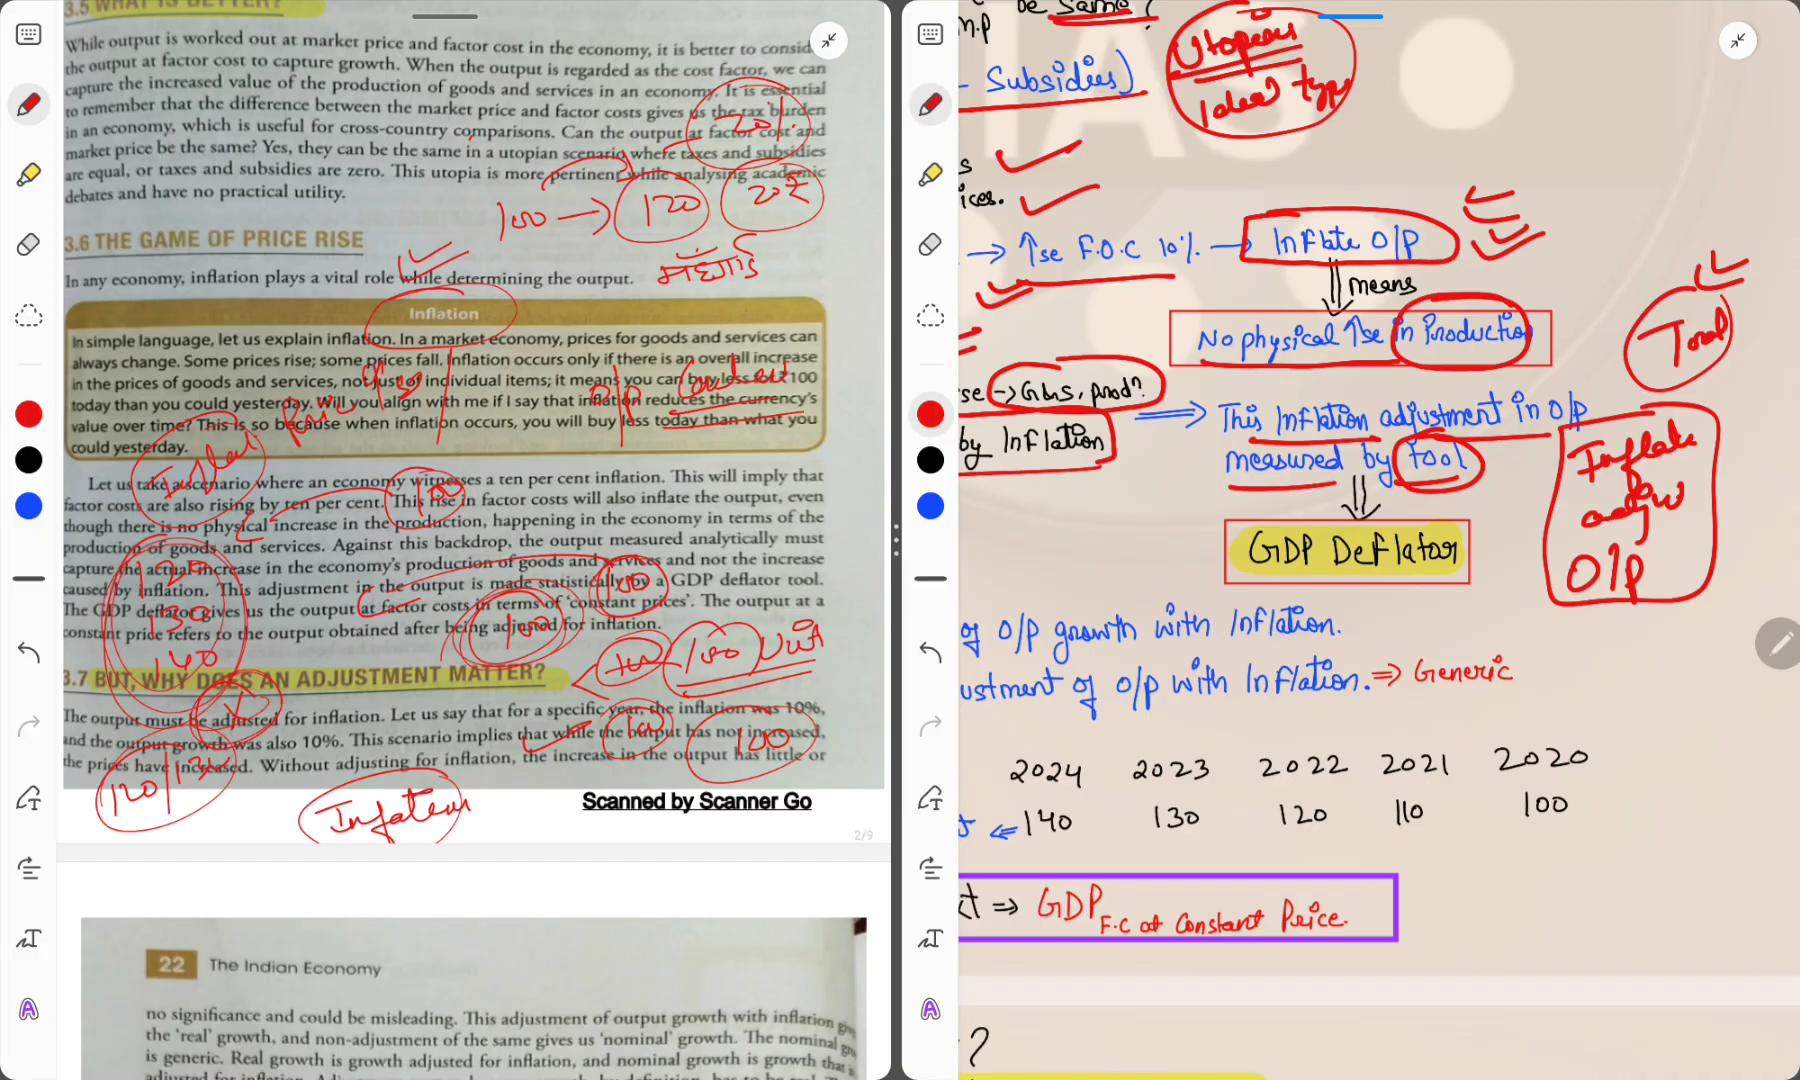 3.5 WHAT IS BETTER?
While output is worked out at market price and factor cost in the economy, it is better to consid
the output at factor cost to capture growth. When the output is regarded as the cost factor, we can
capture the increased value of the production of goods and services in an economy. It is essential
to remember that the difference between the market price and factor costs gives us the tax burden
in an economy, which is useful for cross-country comparisons. Can the output at factor cost and
market price be the same? Yes, they can be the same in a utopian scenario where taxes and subsidies
are equal, or taxes and subsidies are zero. This utopia is more pertinent while analysing academic
debates and have no practical utility.
20%
100 → 120 20₹
3.6 THE GAME OF PRICE RISE
In any economy, inflation plays a vital role while determining the output.
महंगाई
Inflation
In simple language, let us explain inflation. In a market economy, prices for goods and services can
always change. Some prices rise; some prices fall. Inflation occurs only if there is an overall increase
in the prices of goods and services, not just of individual items; it means you can buy less for ₹100
today than you could yesterday. Will you align with me if I say that inflation reduces the currency's
value over time? This is so because when inflation occurs, you will buy less today than what you
could yesterday.
Price
O/P
Let us take a scenario where an economy witnesses a ten per cent inflation. This will imply that
factor costs are also rising by ten per cent. This rise in factor costs will also inflate the output, even
though there is no physical increase in the production, happening in the economy in terms of the
production of goods and services. Against this backdrop, the output measured analytically must
capture the actual increase in the economy's production of goods and services and not the increase
caused by inflation. This adjustment in the output is made statistically by a GDP deflator tool.
The GDP deflator gives us the output at factor costs in terms of 'constant prices'. The output at a
constant price refers to the output obtained after being adjusted for inflation.
100
120
130
140
100
100
100 Unit
3.7 BUT, WHY DOES AN ADJUSTMENT MATTER?
The output must be adjusted for inflation. Let us say that for a specific year, the inflation was 10%,
and the output growth was also 10%. This scenario implies that while the output has not increased,
the prices have increased. Without adjusting for inflation, the increase in the output has little or
100
100
120/130
Scanned by Scanner Go
2/9
22 The Indian Economy
no significance and could be misleading. This adjustment of output growth with inflation giv
the 'real' growth, and non-adjustment of the same gives us 'nominal' growth. The nominal gro
is generic. Real growth is growth adjusted for inflation, and nominal growth is growth that is
M.P be same?
Utopian
Ideal type
- Subsidies)
ices.
→ ↑se F.O.C 10% → Inflate O/P
means
No physical ↑se in Production
Tool
se → G&S, prod?
by Inflation
⇒ This Inflation adjustment in O/P
measured by tool
GDP Deflator
Inflate
O/P
of O/P growth with Inflation.
ustment of O/P with Inflation. ⇒ Generic
2024 2023 2022 2021 2020
⇐ 140 130 120 110 100
⇒ GDP F.C at Constant Price.
?